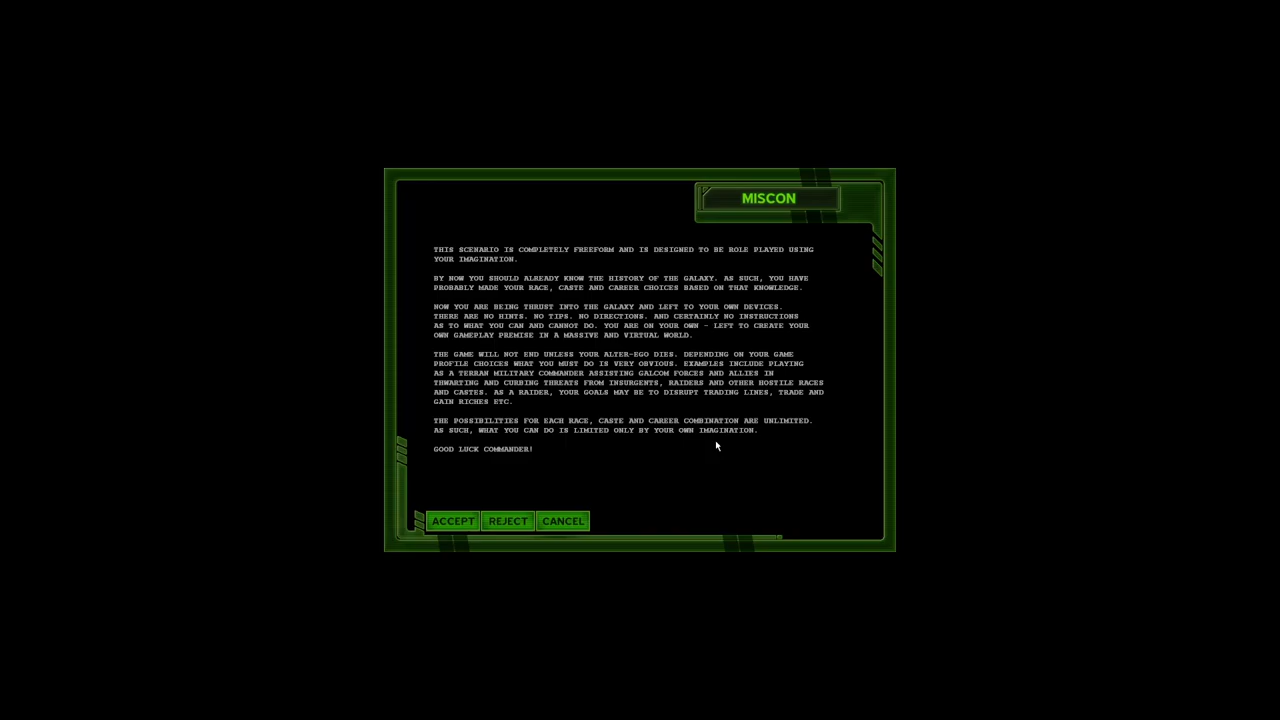 MISCON
THIS SCENARIO IS COMPLETELY FREEFORM AND IS DESIGNED TO BE ROLE PLAYED USING
YOUR IMAGINATION.
BY NOW YOU SHOULD ALREADY KNOW THE HISTORY OF THE GALAXY. AS SUCH, YOU HAVE
PROBABLY MADE YOUR RACE, CASTE AND CAREER CHOICES BASED ON THAT KNOWLEDGE.
NOW YOU ARE BEING THRUST INTO THE GALAXY AND LEFT TO YOUR OWN DEVICES.
THERE ARE NO HINTS. NO TIPS. NO DIRECTIONS. AND CERTAINLY NO INSTRUCTIONS
AS TO WHAT YOU CAN AND CANNOT DO. YOU ARE ON YOUR OWN - LEFT TO CREATE YOUR
OWN GAMEPLAY PREMISE IN A MASSIVE AND VIRTUAL WORLD.
THE GAME WILL NOT END UNLESS YOUR ALTER-EGO DIES. DEPENDING ON YOUR GAME
PROFILE CHOICES WHAT YOU MUST DO IS VERY OBVIOUS. EXAMPLES INCLUDE PLAYING
AS A TERRAN MILITARY COMMANDER ASSISTING GALCOM FORCES AND ALLIES IN
THWARTING AND CURBING THREATS FROM INSURGENTS, RAIDERS AND OTHER HOSTILE RACES
AND CASTES. AS A RAIDER, YOUR GOALS MAY BE TO DISRUPT TRADING LINES, TRADE AND
GAIN RICHES ETC.
THE POSSIBILITIES FOR EACH RACE, CASTE AND CAREER COMBINATION ARE UNLIMITED.
AS SUCH, WHAT YOU CAN DO IS LIMITED ONLY BY YOUR OWN IMAGINATION.
GOOD LUCK COMMANDER!
ACCEPT REJECT CANCEL